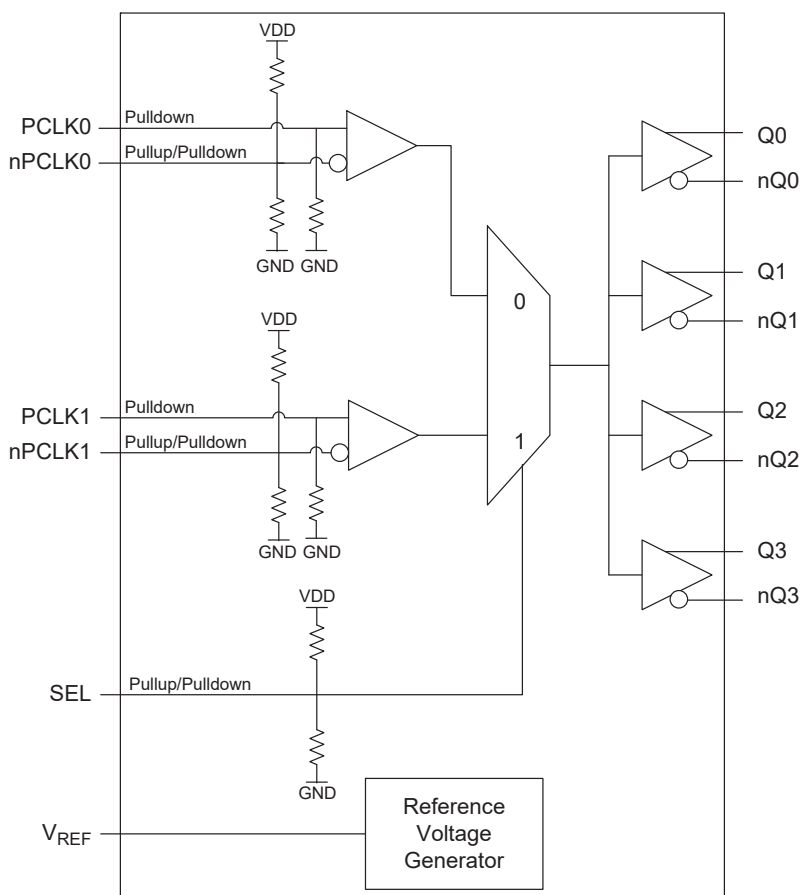 VDD
PCLK0
Pulldown
nPCLK0
Pullup/Pulldown
GND
GND
VDD
PCLK1
Pulldown
nPCLK1
Pullup/Pulldown
GND
GND
0
1
VDD
SEL
Pullup/Pulldown
GND
VREF
Reference
Voltage
Generator
Q0
nQ0
Q1
nQ1
Q2
nQ2
Q3
nQ3